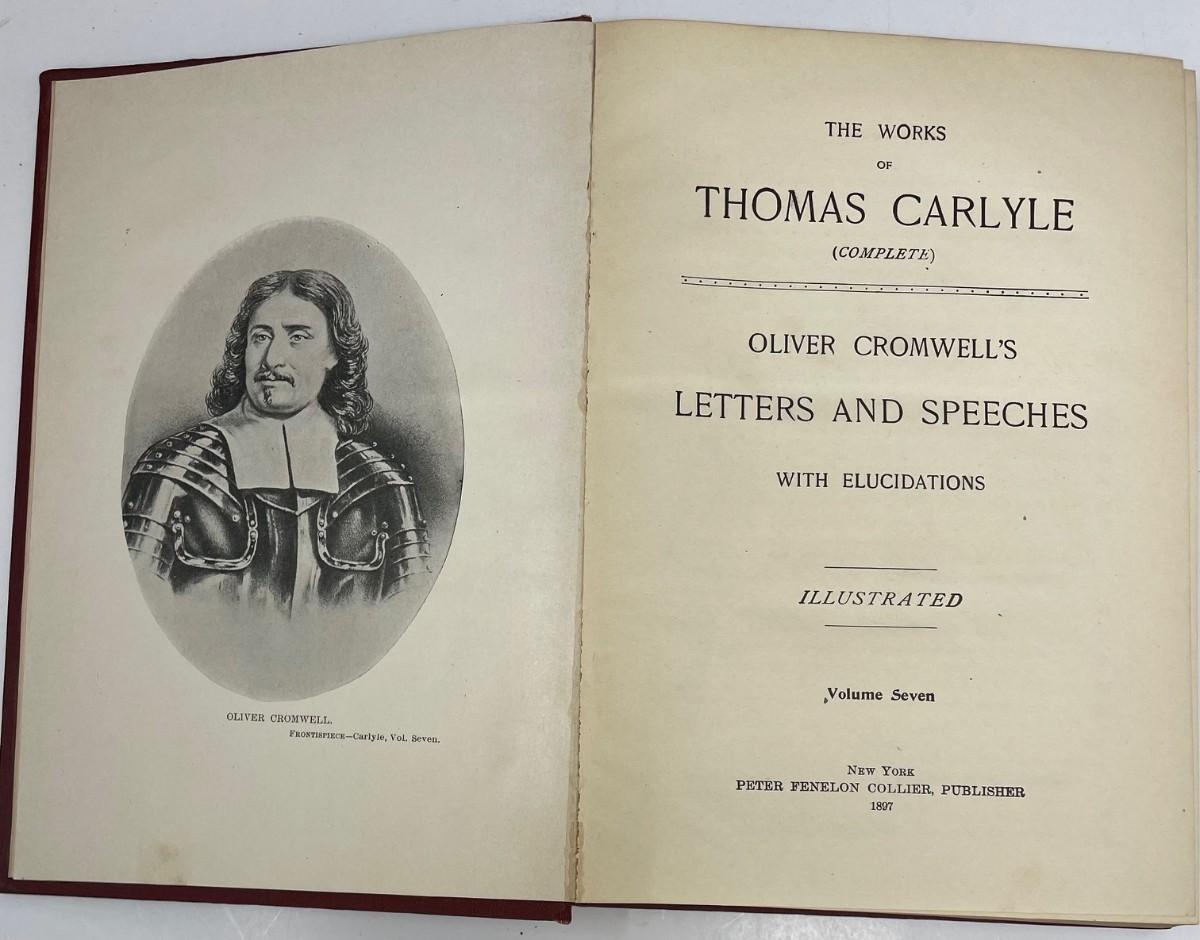 OLIVER CROMWELL.
FRONTISPIECE—Carlyle, Vol. Seven.
THE WORKS
OF
THOMAS CARLYLE
(COMPLETE)
OLIVER CROMWELL'S
LETTERS AND SPEECHES
WITH ELUCIDATIONS
ILLUSTRATED
Volume Seven
NEW YORK
PETER FENELON COLLIER, PUBLISHER
1897